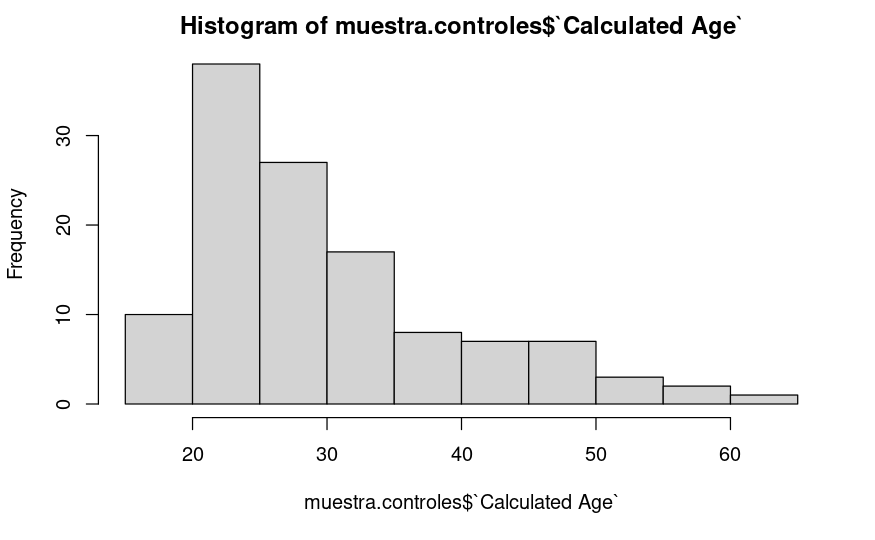 Histogram of muestra.controles$`Calculated Age`
Frequency
30
20
10
0
20 30 40 50 60
muestra.controles$`Calculated Age`